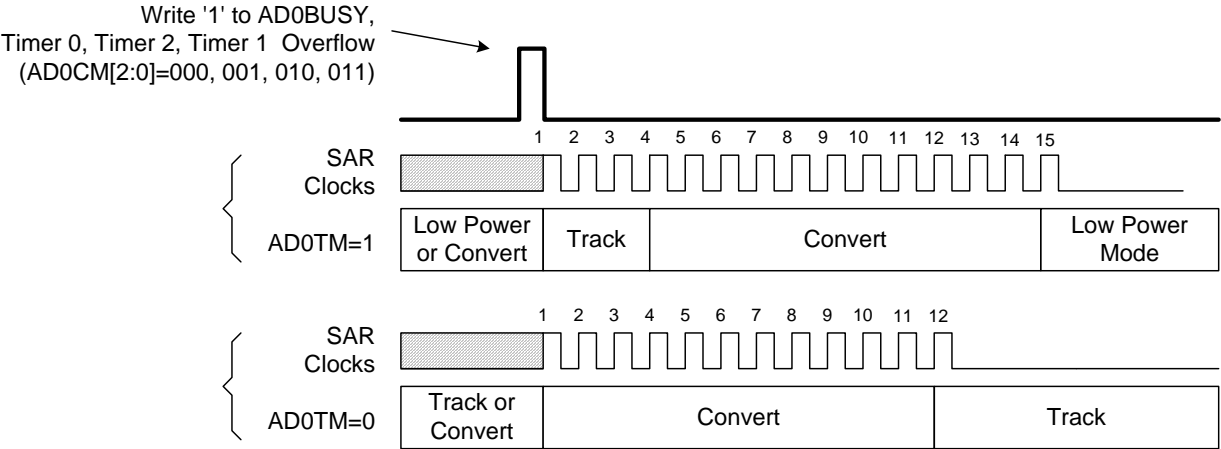 Write '1' to AD0BUSY,
Timer 0, Timer 2, Timer 1 Overflow
(AD0CM[2:0]=000, 001, 010, 011)
1 2 3 4 5 6 7 8 9 10 11 12 13 14 15
SAR
Clocks
AD0TM=1
Low Power
or Convert
Track
Convert
Low Power
Mode
1 2 3 4 5 6 7 8 9 10 11 12
SAR
Clocks
AD0TM=0
Track or
Convert
Convert
Track